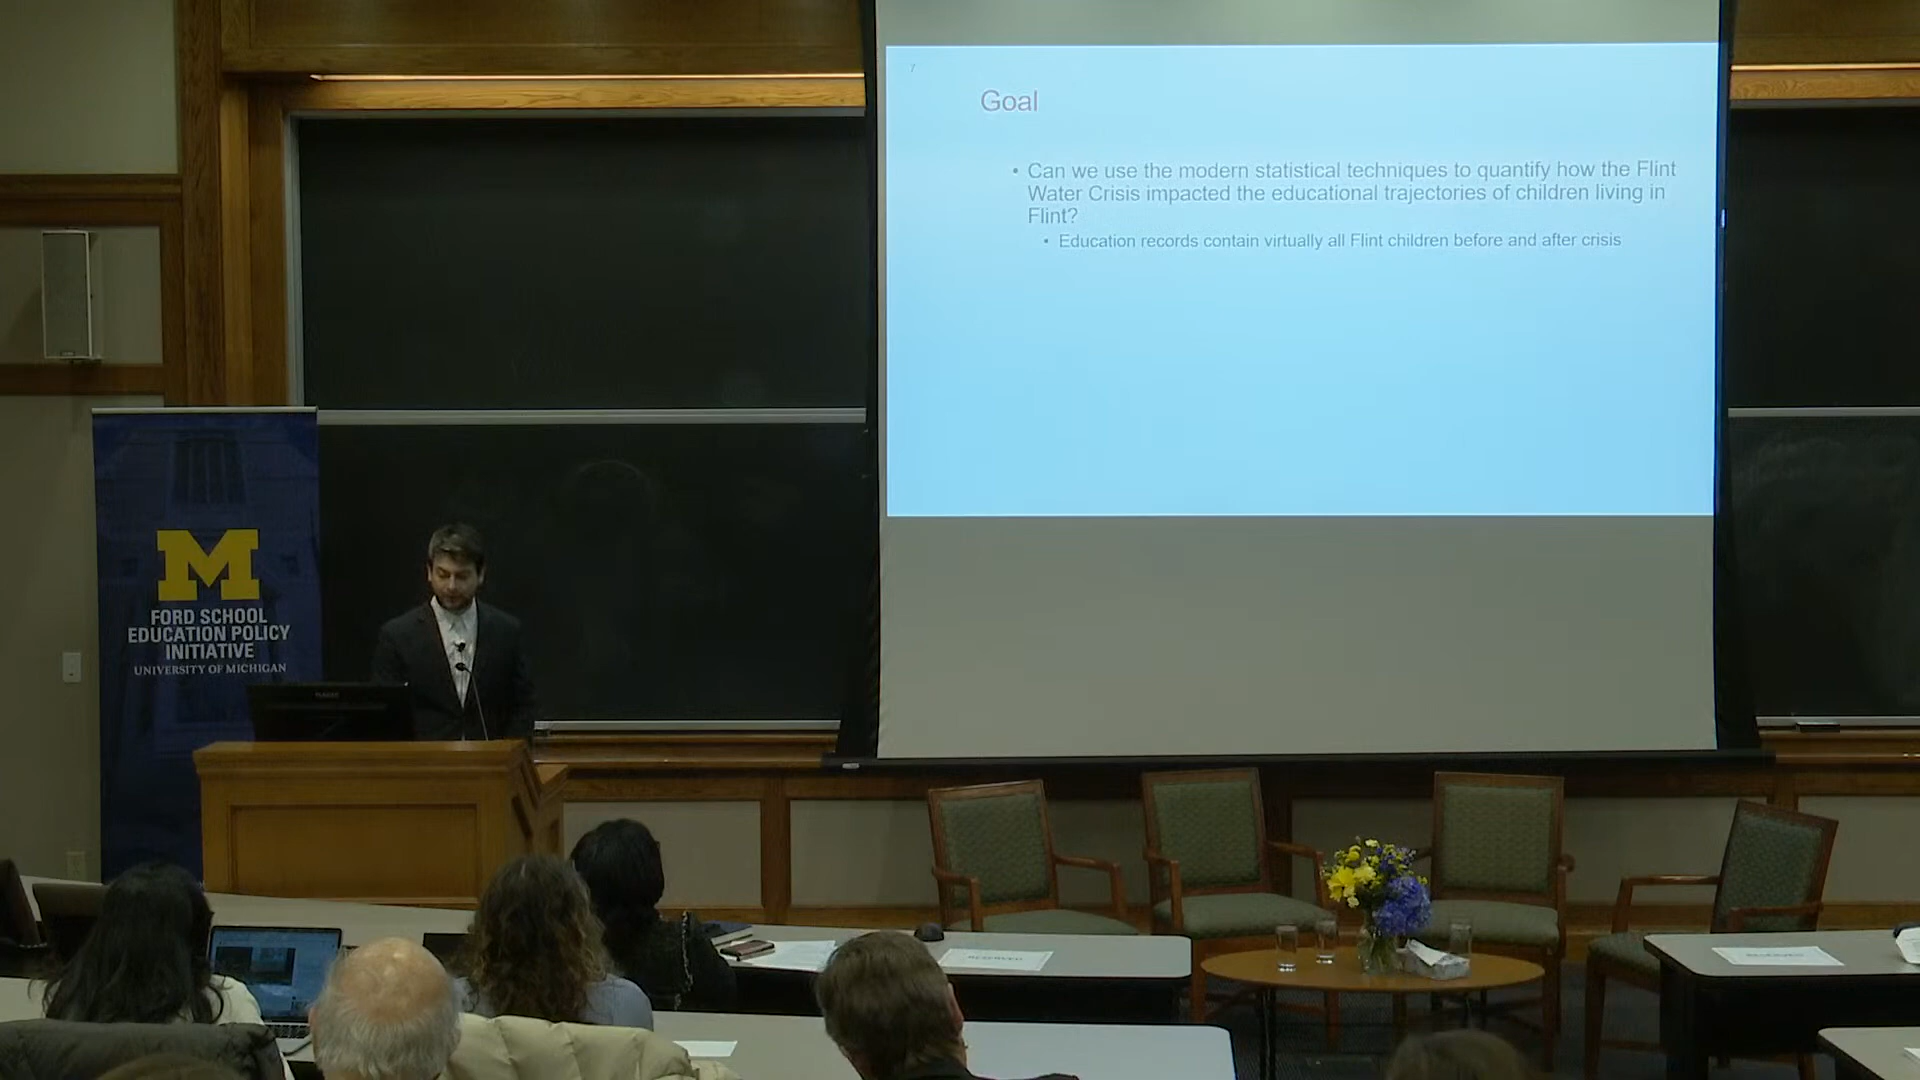 7
Goal
• Can we use the modern statistical techniques to quantify how the Flint
Water Crisis impacted the educational trajectories of children living in
Flint?
• Education records contain virtually all Flint children before and after crisis
M
FORD SCHOOL
EDUCATION POLICY
INITIATIVE
UNIVERSITY OF MICHIGAN
RESERVED